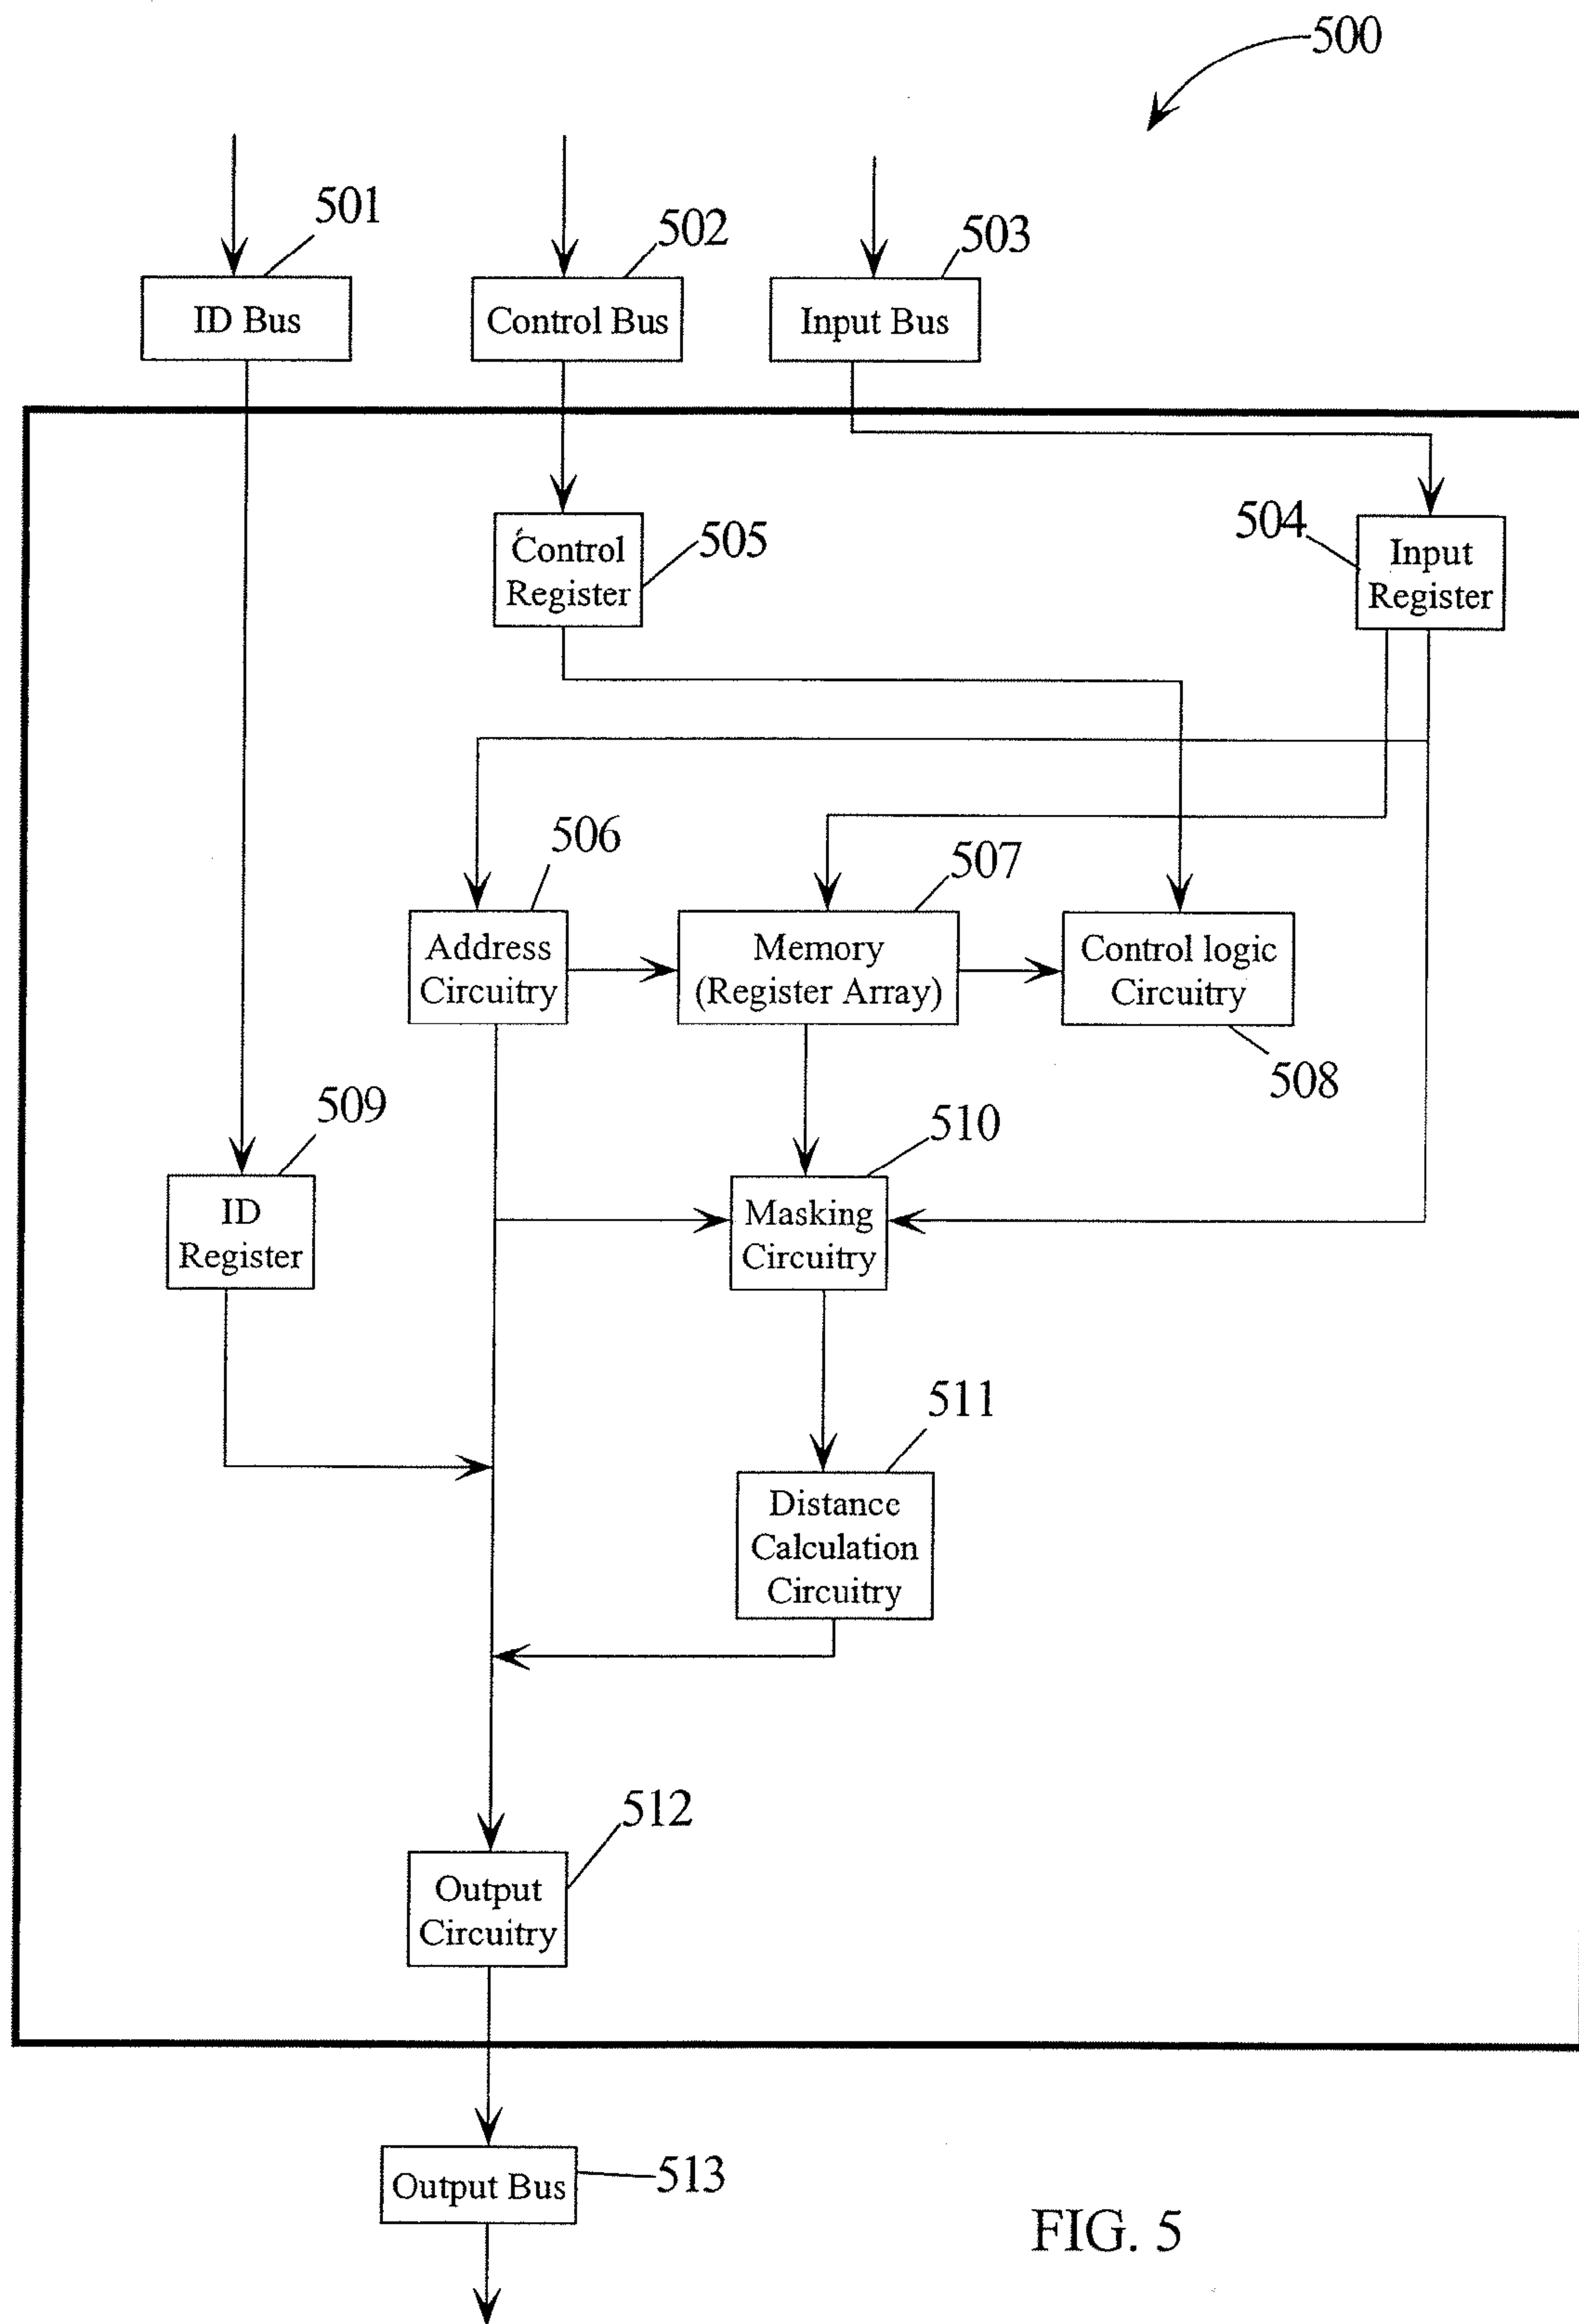 500
501
502
503
ID Bus
Control Bus
Input Bus
Control
Register
505
504
Input
Register
506
507
Address
Circuitry
Memory
(Register Array)
Control logic
Circuitry
508
509
510
ID
Register
Masking
Circuitry
511
Distance
Calculation
Circuitry
512
Output
Circuitry
Output Bus
513
FIG. 5